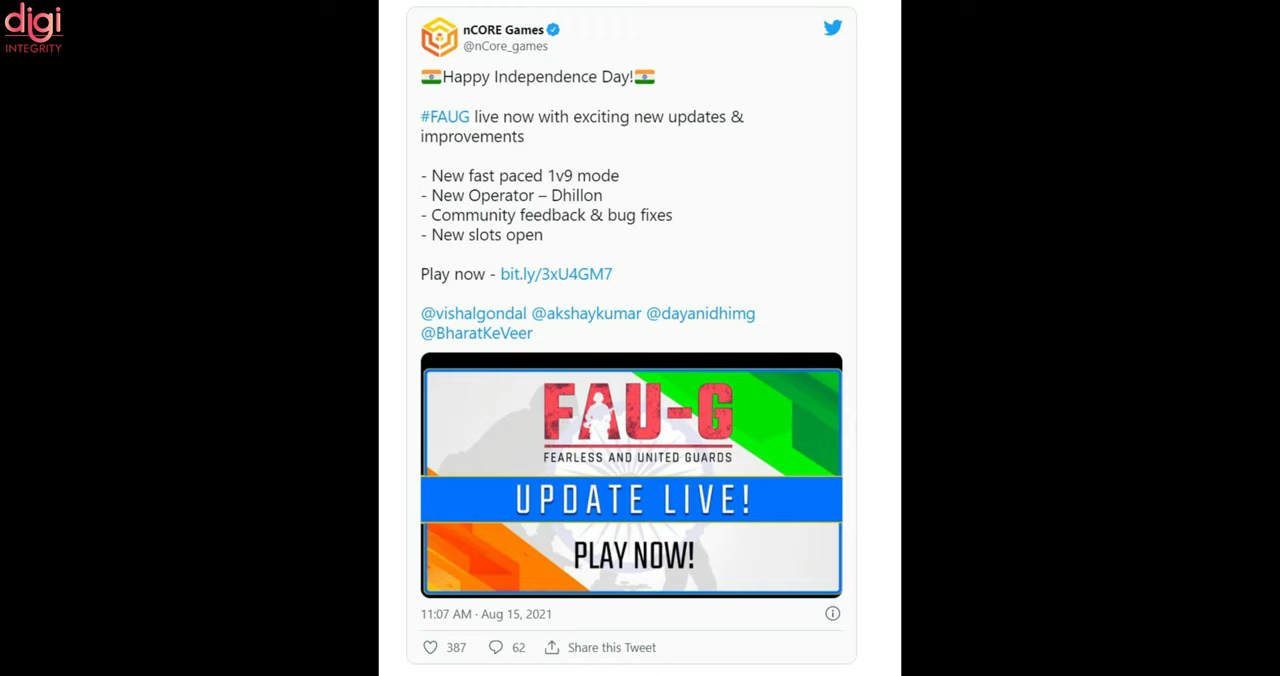 digi
INTEGRITY
nCORE Games
@nCore_games
🇮🇳Happy Independence Day!🇮🇳
#FAUG live now with exciting new updates &
improvements
- New fast paced 1v9 mode
- New Operator – Dhillon
- Community feedback & bug fixes
- New slots open
Play now - bit.ly/3xU4GM7
@vishalgondal @akshaykumar @dayanidhimg
@BharatKeVeer
FAU-G
FEARLESS AND UNITED GUARDS
UPDATE LIVE!
PLAY NOW!
11:07 AM · Aug 15, 2021
387 62 Share this Tweet